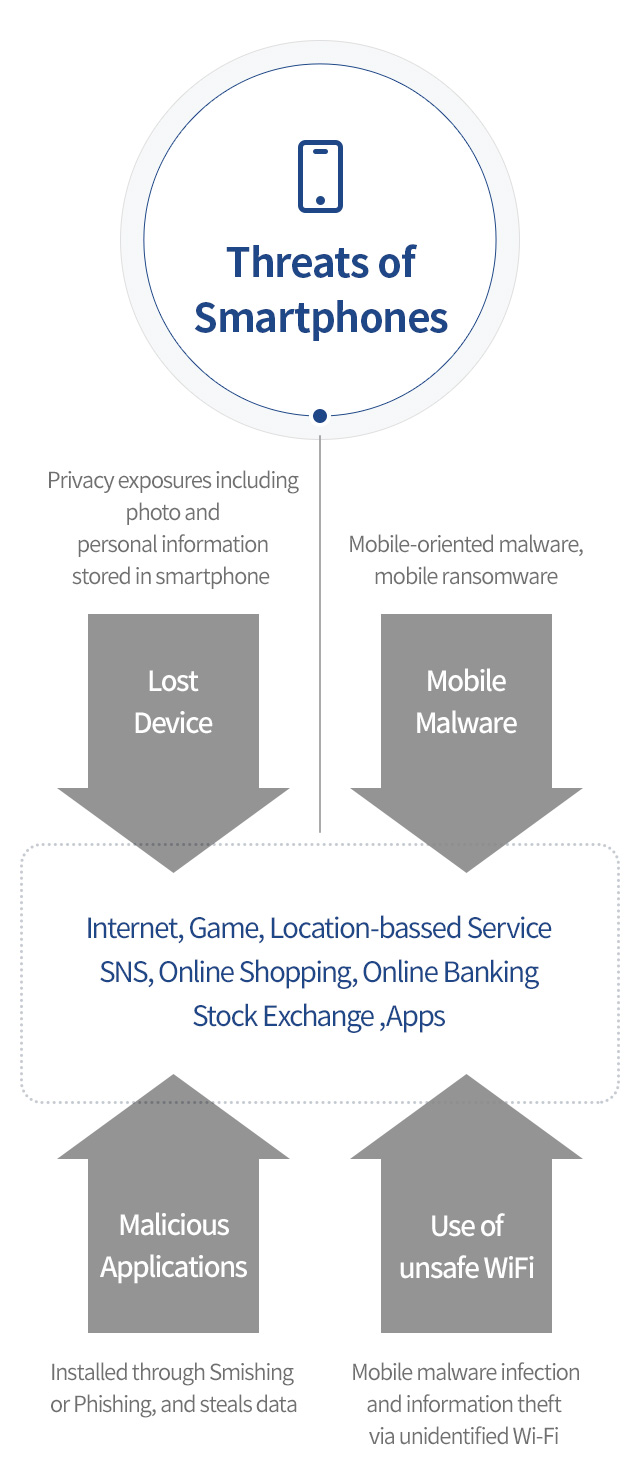 Threats of
Smartphones
Privacy exposures including
photo and
personal information
stored in smartphone
Mobile-oriented malware,
mobile ransomware
Lost
Device
Mobile
Malware
Internet, Game, Location-bassed Service
SNS, Online Shopping, Online Banking
Stock Exchange ,Apps
Malicious
Applications
Use of
unsafe WiFi
Installed through Smishing
or Phishing, and steals data
Mobile malware infection
and information theft
via unidentified Wi-Fi